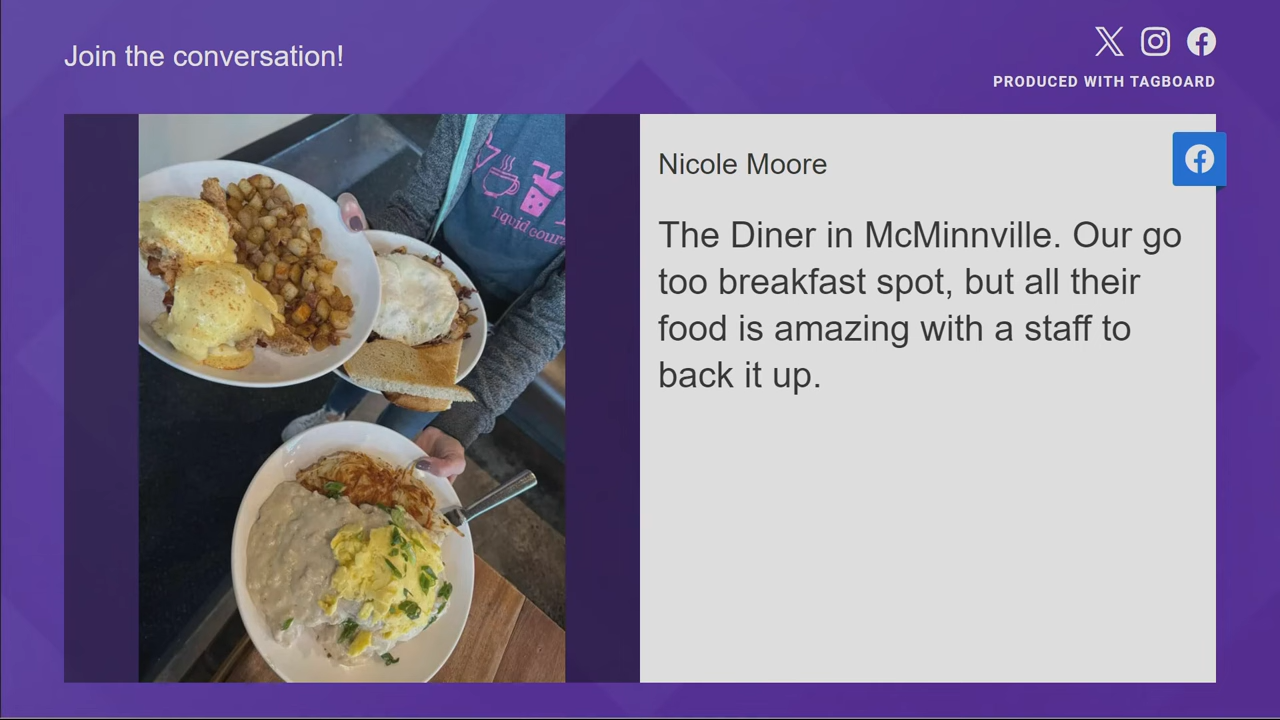 Join the conversation!
PRODUCED WITH TAGBOARD
liquid cour
Nicole Moore
The Diner in McMinnville. Our go
too breakfast spot, but all their
food is amazing with a staff to
back it up.